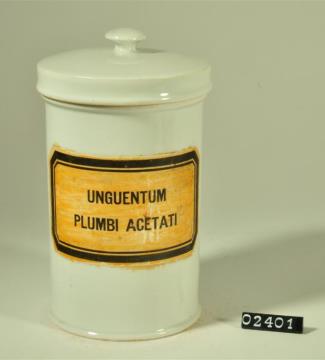 UNGUENTUM
PLUMBI ACETATI
02401